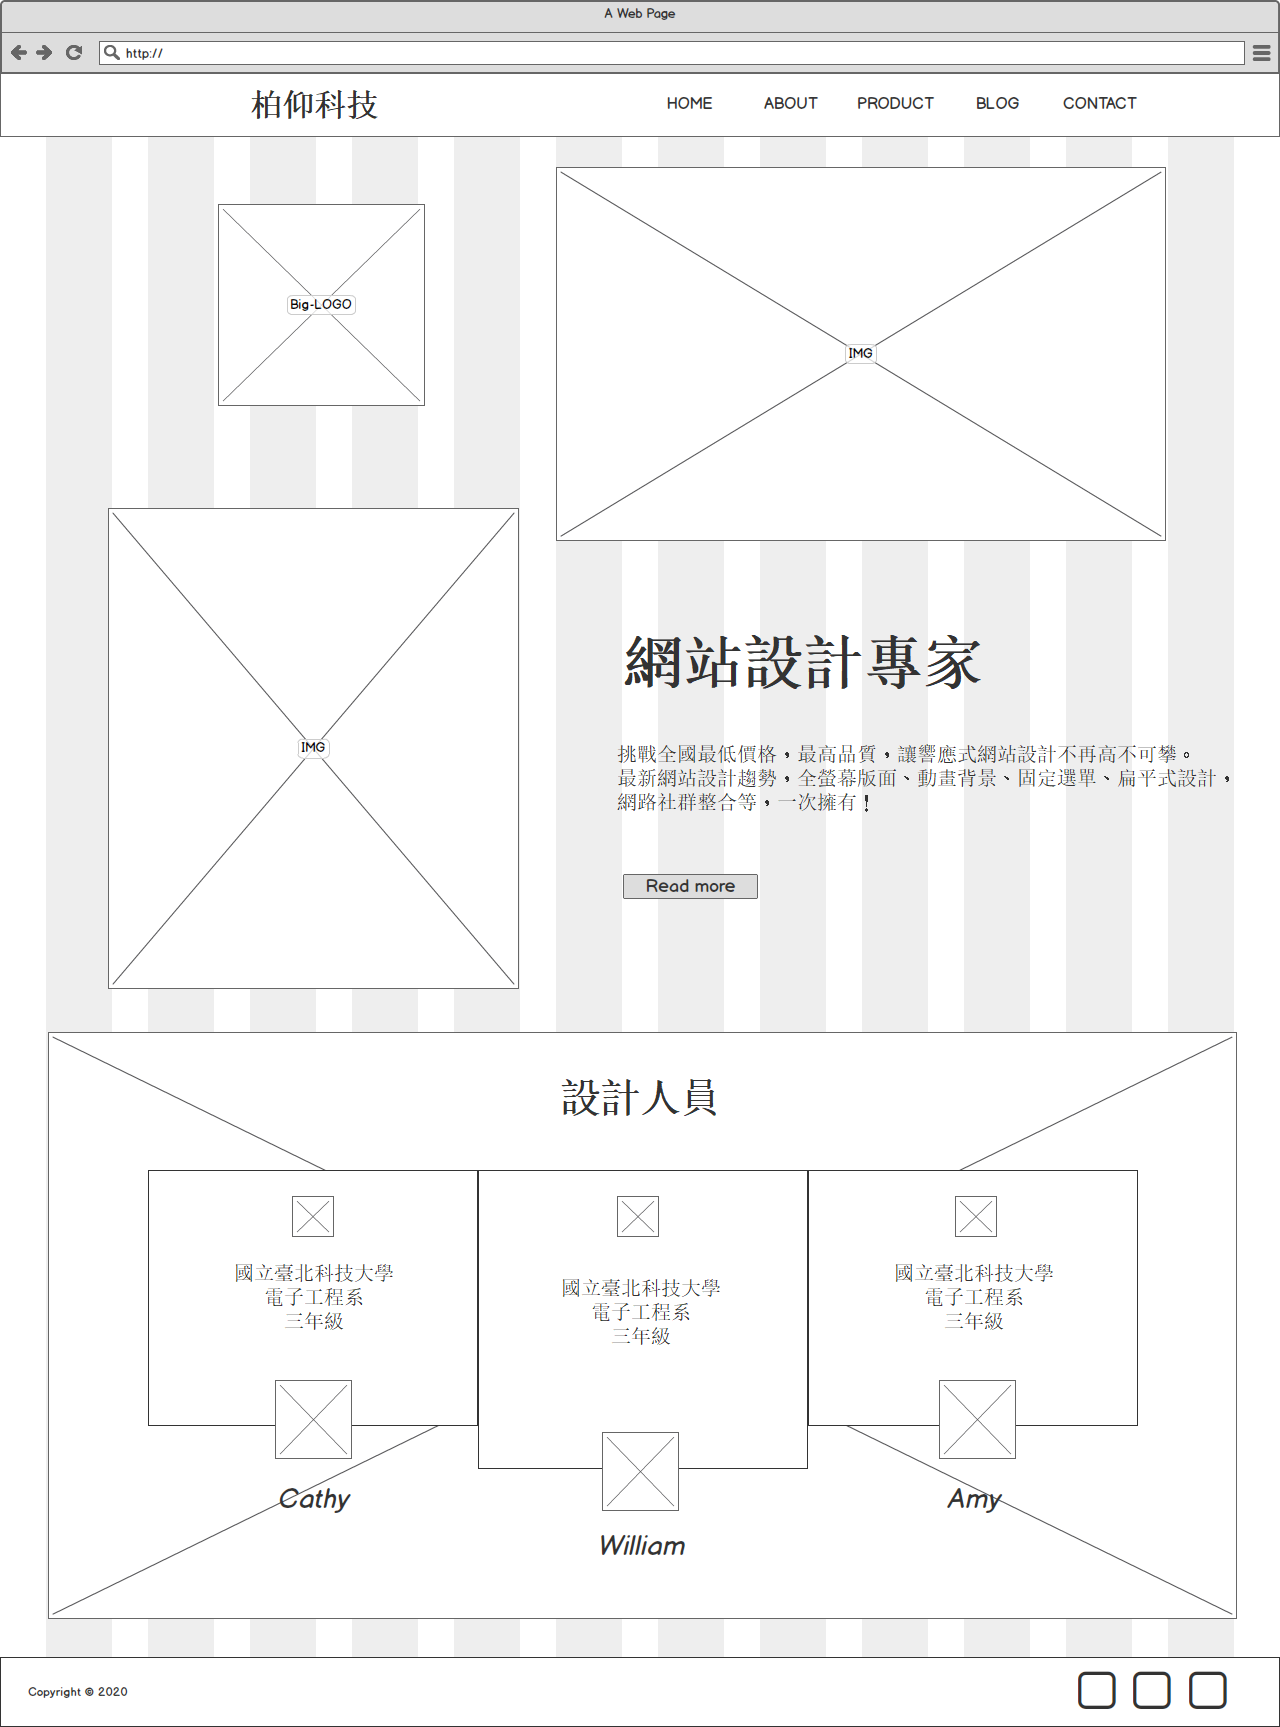 A Web Page
http://
柏仰科技
HOME ABOUT PRODUCT BLOG CONTACT
Big-LOGO
IMG
IMG
網站設計專家
挑戰全國最低價格，最高品質，讓響應式網站設計不再高不可攀。
最新網站設計趨勢，全螢幕版面、動畫背景、固定選單、扁平式設計，
網路社群整合等，一次擁有！
Read more
設計人員
國立臺北科技大學
電子工程系
三年級
Cathy
國立臺北科技大學
電子工程系
三年級
William
國立臺北科技大學
電子工程系
三年級
Amy
Copyright © 2020